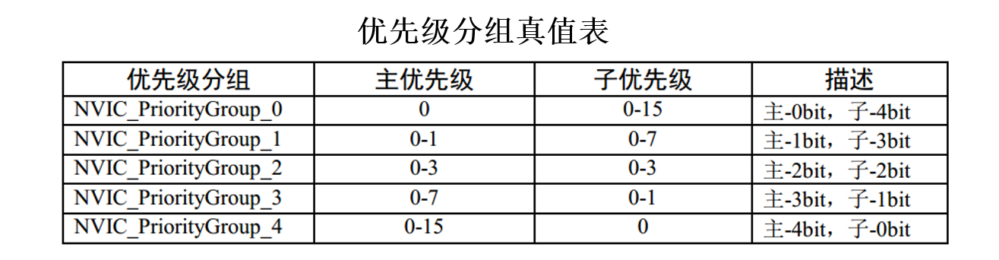 优先级分组真值表
优先级分组 主优先级 子优先级 描述
NVIC_PriorityGroup_0 0 0-15 主-0bit，子-4bit
NVIC_PriorityGroup_1 0-1 0-7 主-1bit，子-3bit
NVIC_PriorityGroup_2 0-3 0-3 主-2bit，子-2bit
NVIC_PriorityGroup_3 0-7 0-1 主-3bit，子-1bit
NVIC_PriorityGroup_4 0-15 0 主-4bit，子-0bit